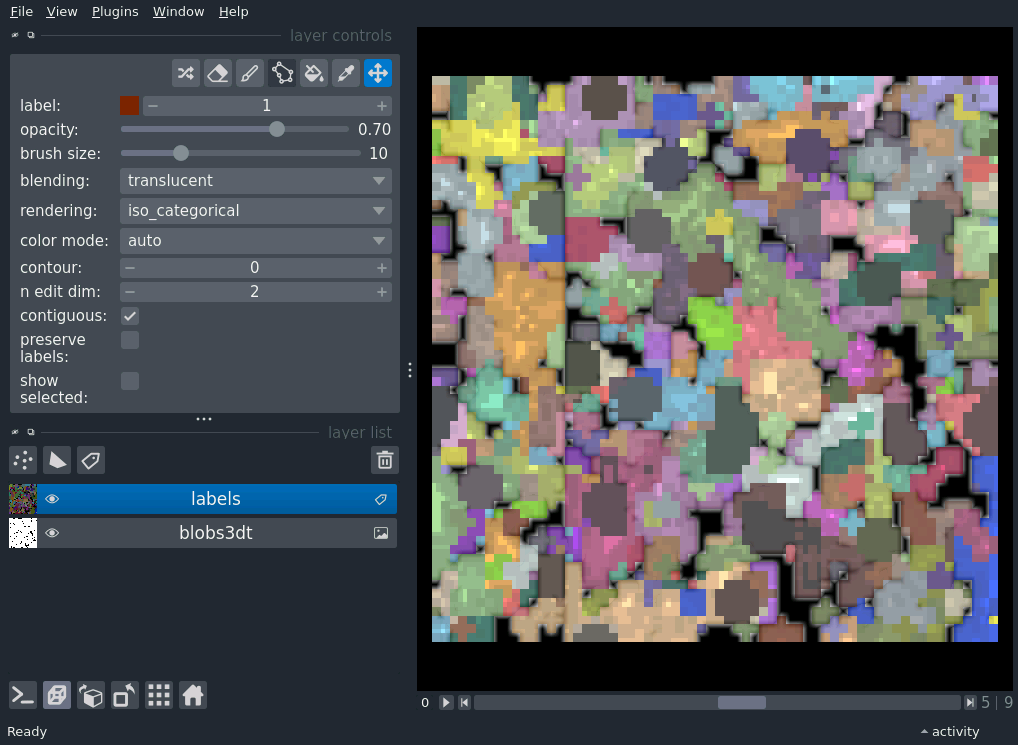 File View Plugins Window Help
layer controls
label: 1
opacity: 0.70
brush size: 10
blending: translucent
rendering: iso_categorical
color mode: auto
contour: 0
n edit dim: 2
contiguous:
preserve
labels:
show
selected:
layer list
labels
blobs3dt
0 5 | 9
Ready activity